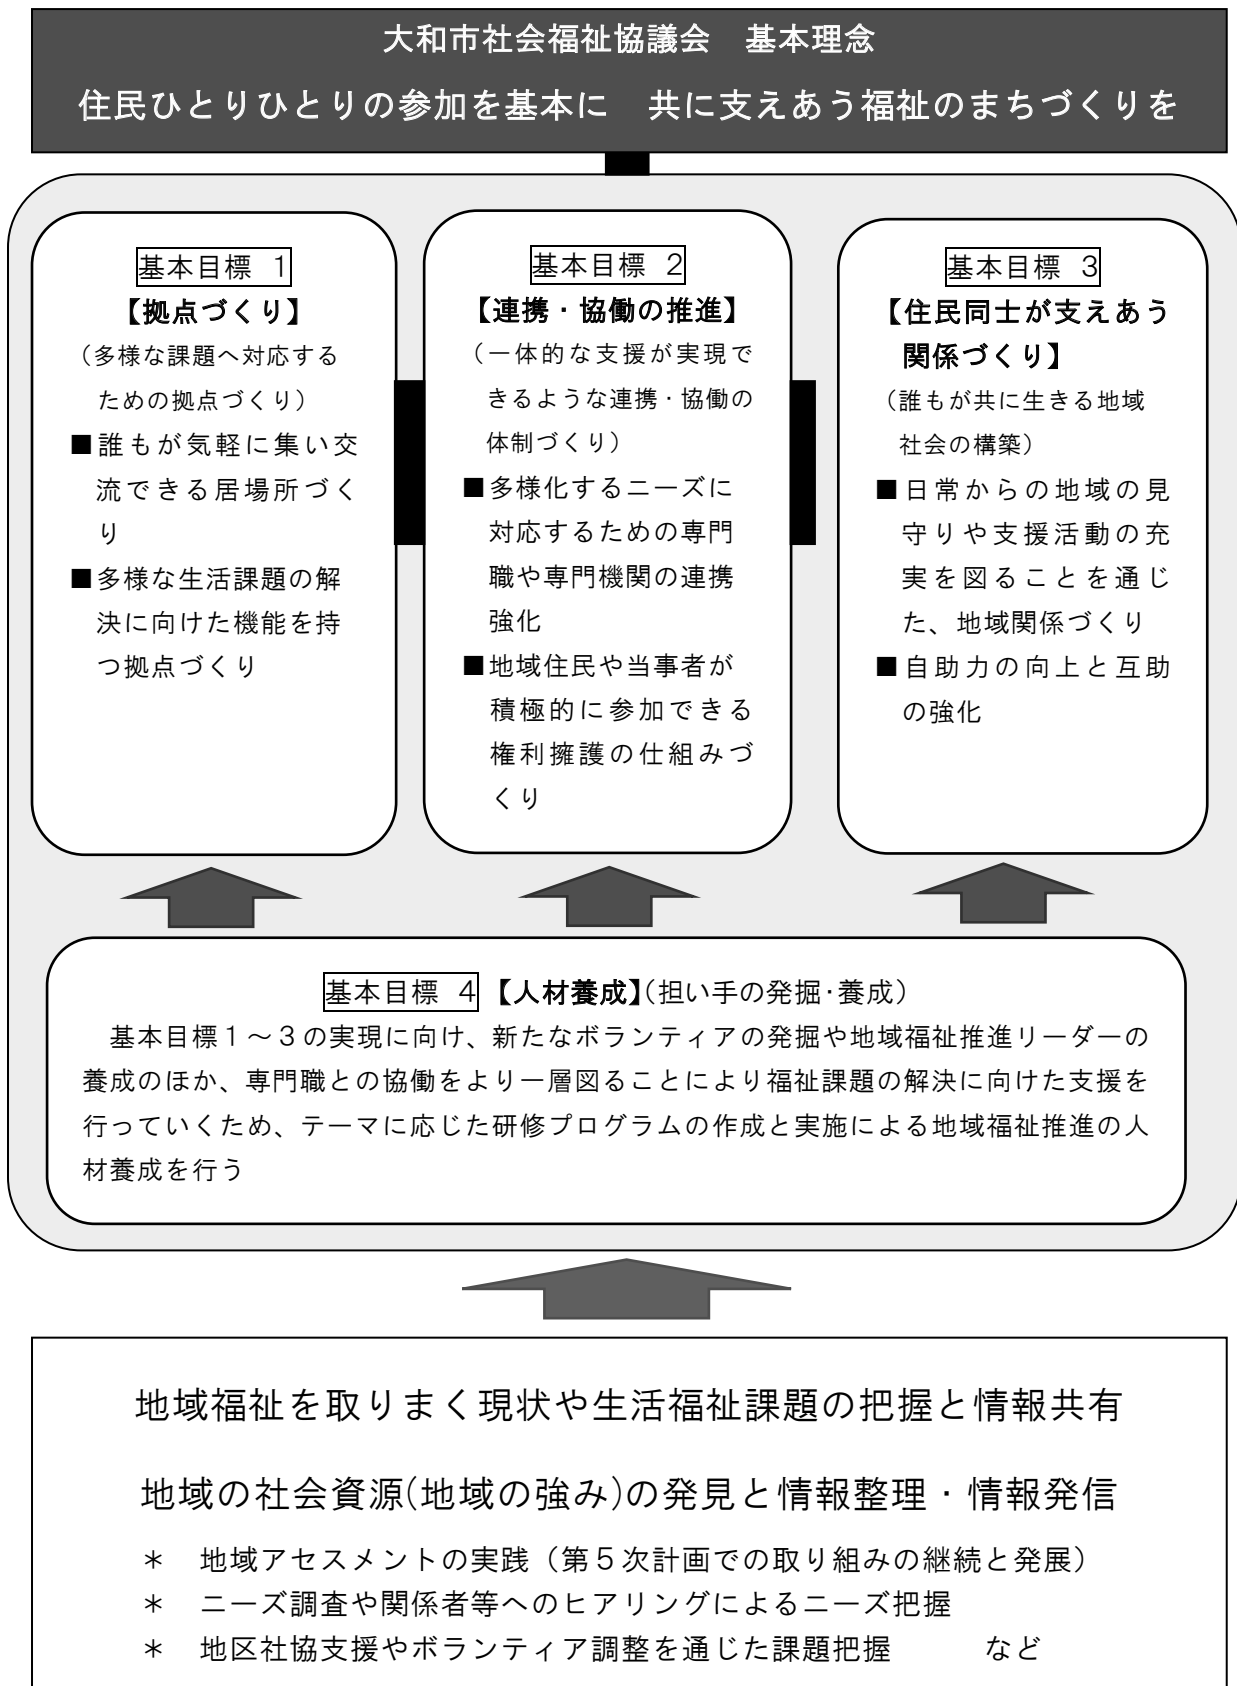 大和市社会福祉協議会　基本理念
住民ひとりひとりの参加を基本に　共に支えあう福祉のまちづくりを
基本目標 1
【拠点づくり】
（多様な課題へ対応する
ための拠点づくり）
■誰もが気軽に集い交
流できる居場所づく
り
■多様な生活課題の解
決に向けた機能を持
つ拠点づくり
基本目標 2
【連携・協働の推進】
（一体的な支援が実現で
きるような連携・協働の
体制づくり）
■多様化するニーズに
対応するための専門
職や専門機関の連携
強化
■地域住民や当事者が
積極的に参加できる
権利擁護の仕組みづ
くり
基本目標 3
【住民同士が支えあう
関係づくり】
（誰もが共に生きる地域
社会の構築）
■日常からの地域の見
守りや支援活動の充
実を図ることを通じ
た、地域関係づくり
■自助力の向上と互助
の強化
基本目標 4【人材養成】（担い手の発掘・養成）
基本目標１～３の実現に向け、新たなボランティアの発掘や地域福祉推進リーダーの
養成のほか、専門職との協働をより一層図ることにより福祉課題の解決に向けた支援を
行っていくため、テーマに応じた研修プログラムの作成と実施による地域福祉推進の人
材養成を行う
地域福祉を取りまく現状や生活福祉課題の把握と情報共有
地域の社会資源(地域の強み)の発見と情報整理・情報発信
＊　地域アセスメントの実践（第５次計画での取り組みの継続と発展）
＊　ニーズ調査や関係者等へのヒアリングによるニーズ把握
＊　地区社協支援やボランティア調整を通じた課題把握　　　など